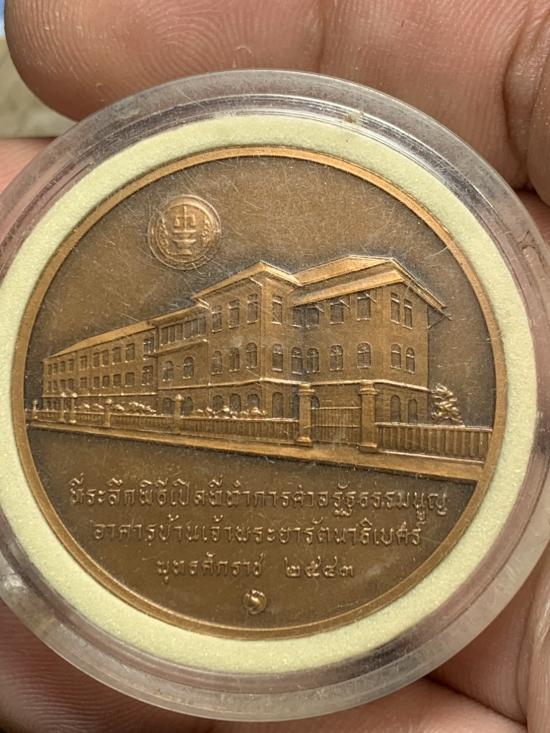 ที่ระลึกพิธีเปิดที่ทำการศาลรัฐธรรมนูญ
อาคารบ้านเจ้าพระยารัตนาธิเบศร์
พุทธศักราช ๒๕๔๓